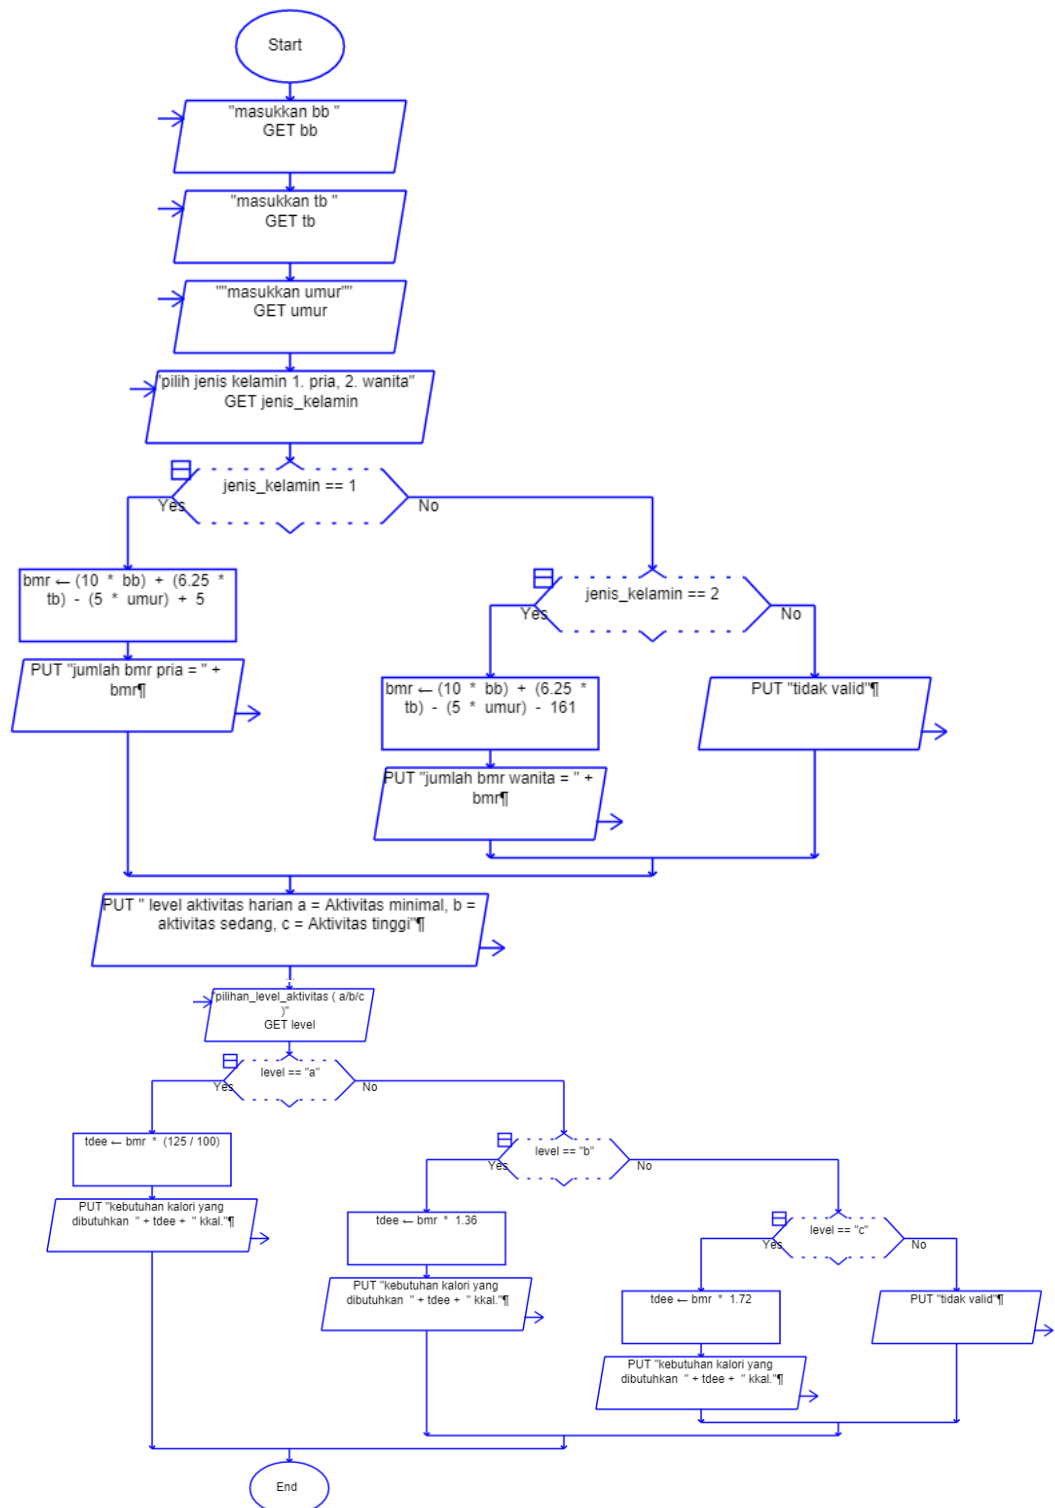 Start
"masukkan bb "
GET bb
"masukkan tb "
GET tb
""masukkan umur""
GET umur
"pilih jenis kelamin 1. pria, 2. wanita"
GET jenis_kelamin
jenis_kelamin == 1
Yes
No
bmr ← (10 * bb) + (6.25 *
tb) - (5 * umur) + 5
PUT "jumlah bmr pria = " +
bmr¶
jenis_kelamin == 2
Yes
No
bmr ← (10 * bb) + (6.25 *
tb) - (5 * umur) - 161
PUT "jumlah bmr wanita = " +
bmr¶
PUT "tidak valid"¶
PUT " level aktivitas harian a = Aktivitas minimal, b =
aktivitas sedang, c = Aktivitas tinggi"¶
"pilihan_level_aktivitas ( a/b/c
)"
GET level
level == "a"
Yes
No
tdee ← bmr * (125 / 100)
PUT "kebutuhan kalori yang
dibutuhkan " + tdee + " kkal."¶
level == "b"
Yes
No
tdee ← bmr * 1.36
PUT "kebutuhan kalori yang
dibutuhkan " + tdee + " kkal."¶
level == "c"
Yes
No
tdee ← bmr * 1.72
PUT "kebutuhan kalori yang
dibutuhkan " + tdee + " kkal."¶
PUT "tidak valid"¶
End